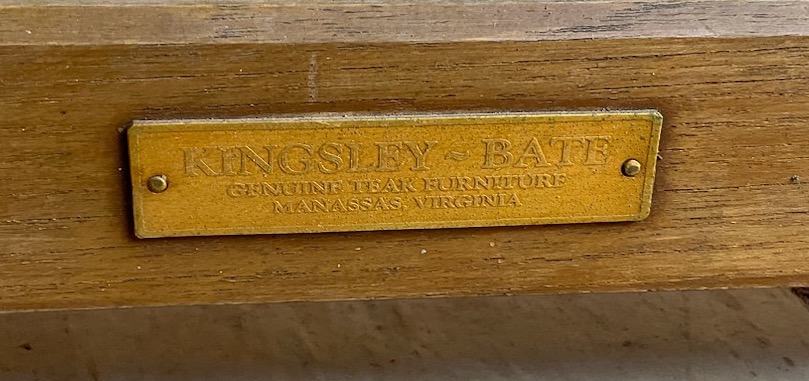 KINGSLEY ~ BATE
GENUINE TEAK FURNITURE
MANASSAS, VIRGINIA